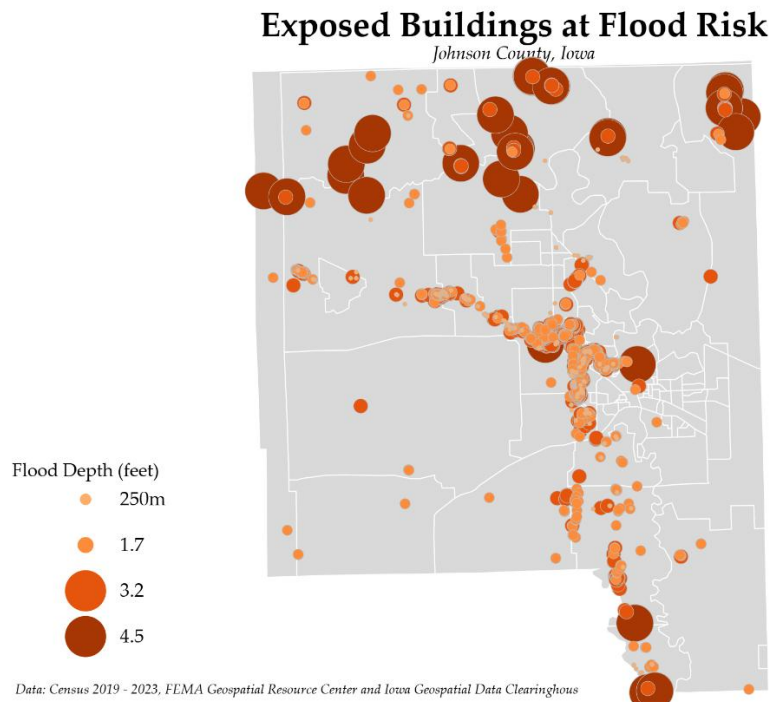 Exposed Buildings at Flood Risk
Johnson County, Iowa
Flood Depth (feet)
250m
1.7
3.2
4.5
Data: Census 2019 - 2023, FEMA Geospatial Resource Center and Iowa Geospatial Data Clearinghous